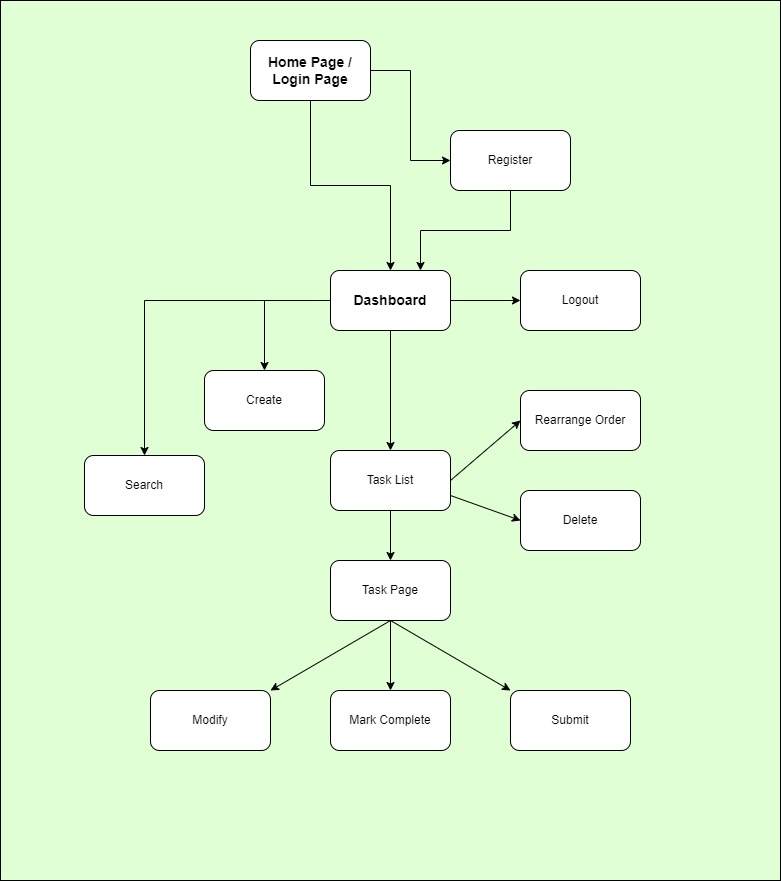 Home Page /
Login Page
Register
Dashboard
Logout
Create
Rearrange Order
Task List
Search
Delete
Task Page
Modify
Mark Complete
Submit